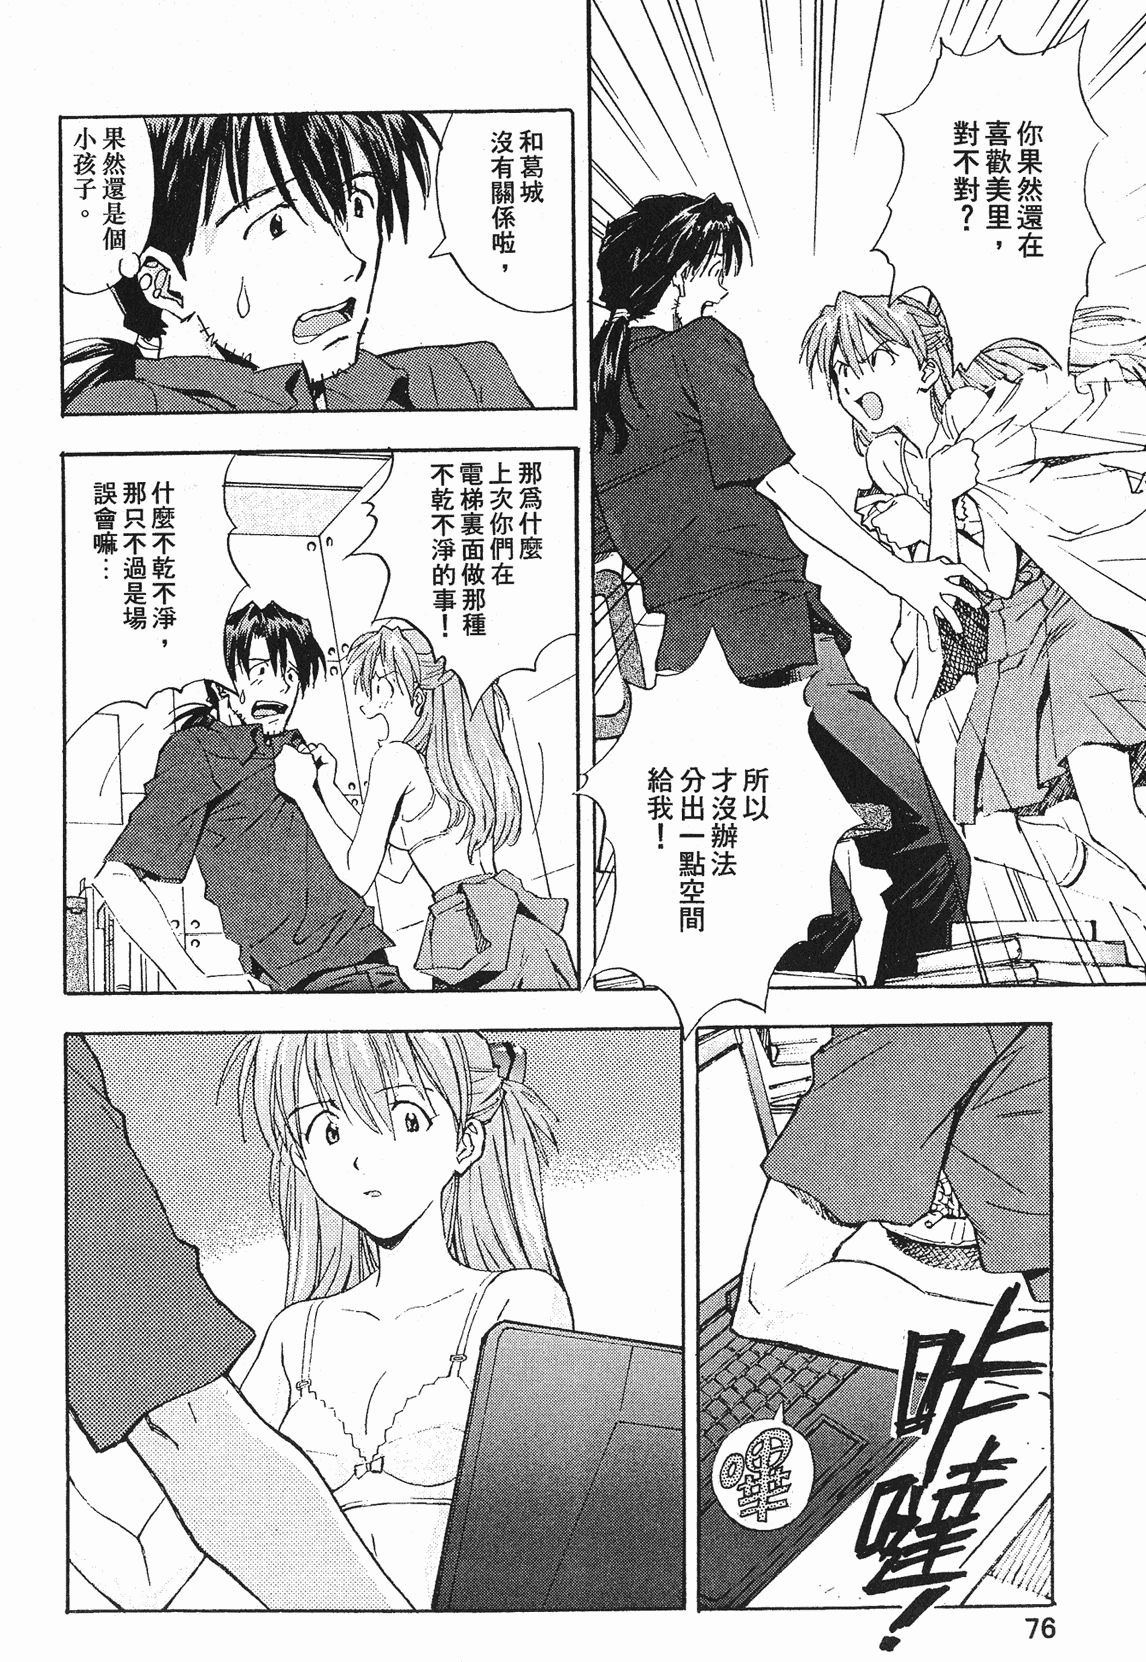 你果然還在
喜歡美里，
對不對？
所以
才沒辦法
分出一點空間
給我！
和葛城
沒有關係啦，
果然還是個
小孩子。
那爲什麼
上次你們在
電梯裏面做那種
不乾不淨的事！
什麼不乾不淨，
那只不過是場
誤會嘛…
咔
噠！
嗶
76